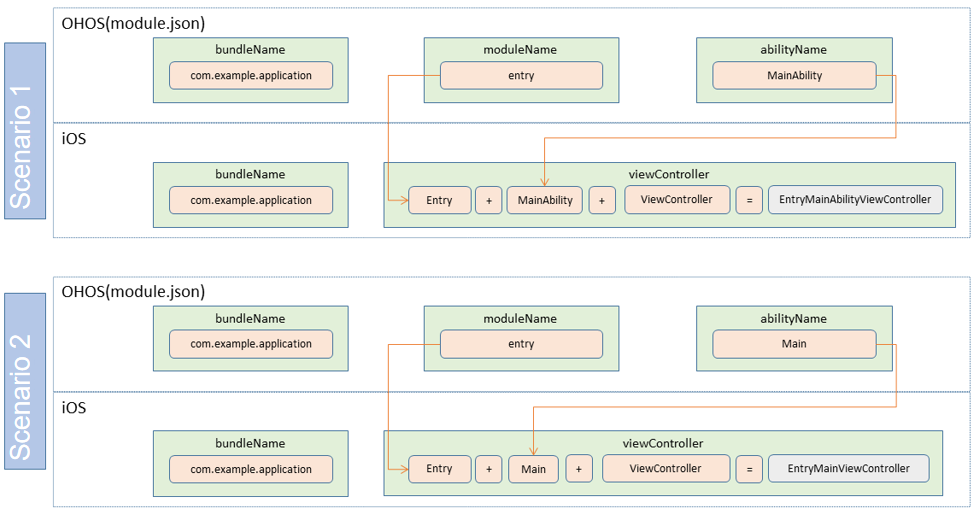 Scenario 1
OHOS(module.json)
bundleName
com.example.application
moduleName
entry
abilityName
MainAbility
iOS
bundleName
com.example.application
viewController
Entry + MainAbility + ViewController = EntryMainAbilityViewController
Scenario 2
OHOS(module.json)
bundleName
com.example.application
moduleName
entry
abilityName
Main
iOS
bundleName
com.example.application
viewController
Entry + Main + ViewController = EntryMainViewController